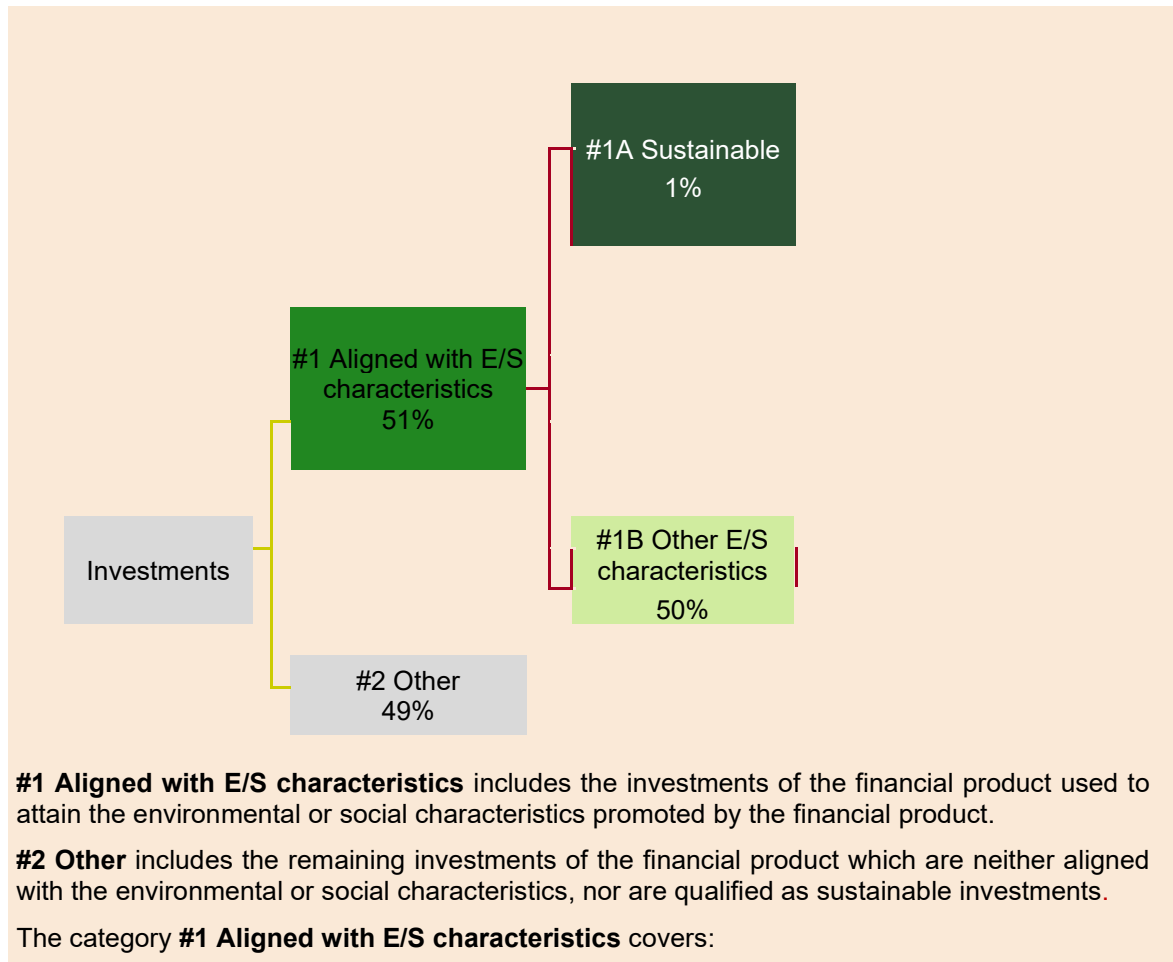 #1A Sustainable
1%
#1 Aligned with E/S
characteristics
51%
Investments
#1B Other E/S
characteristics
50%
#2 Other
49%
#1 Aligned with E/S characteristics includes the investments of the financial product used to
attain the environmental or social characteristics promoted by the financial product.
#2 Other includes the remaining investments of the financial product which are neither aligned
with the environmental or social characteristics, nor are qualified as sustainable investments.
The category #1 Aligned with E/S characteristics covers: